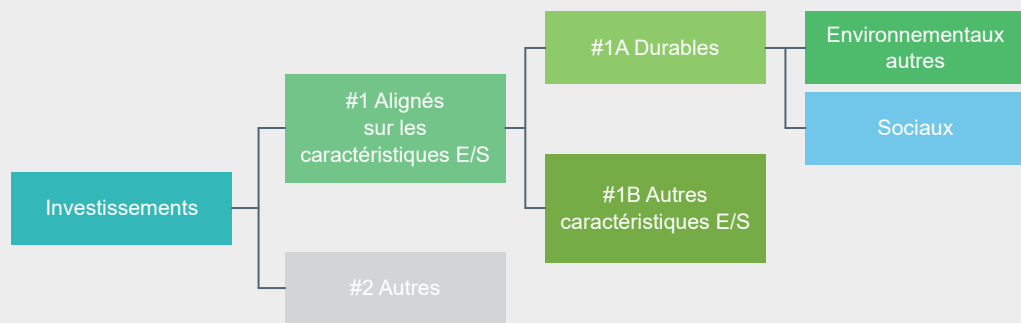 Investissements
#1 Alignés
sur les
caractéristiques E/S
#2 Autres
#1A Durables
#1B Autres
caractéristiques E/S
Environnementaux
autres
Sociaux